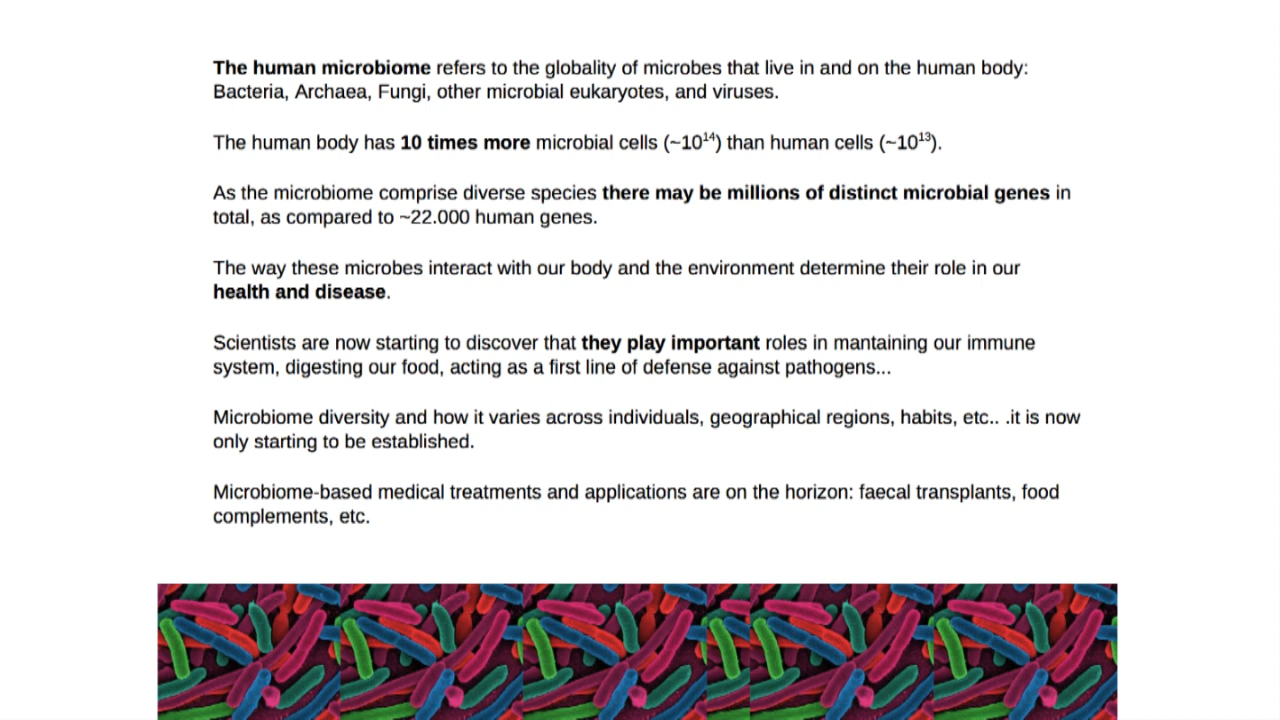 The human microbiome refers to the globality of microbes that live in and on the human body:
Bacteria, Archaea, Fungi, other microbial eukaryotes, and viruses.
The human body has 10 times more microbial cells (~10¹⁴) than human cells (~10¹³).
As the microbiome comprise diverse species there may be millions of distinct microbial genes in
total, as compared to ~22.000 human genes.
The way these microbes interact with our body and the environment determine their role in our
health and disease.
Scientists are now starting to discover that they play important roles in mantaining our immune
system, digesting our food, acting as a first line of defense against pathogens...
Microbiome diversity and how it varies across individuals, geographical regions, habits, etc.. .it is now
only starting to be established.
Microbiome-based medical treatments and applications are on the horizon: faecal transplants, food
complements, etc.